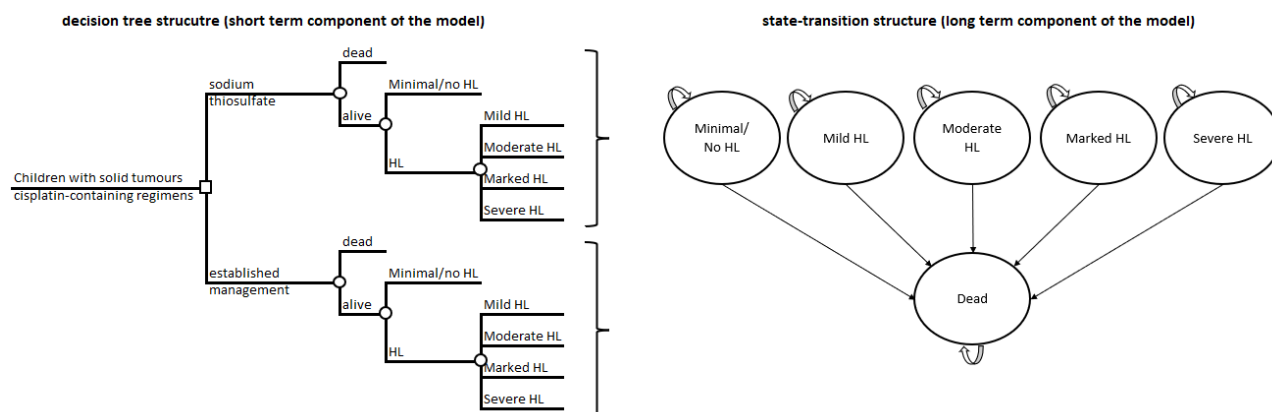 decision tree strucutre (short term component of the model)
dead
sodium
thiosulfate
Minimal/no HL
alive
Mild HL
Moderate HL
HL
Marked HL
Children with solid tumours
cisplatin-containing regimens
Severe HL
dead
established
management
Minimal/no HL
alive
Mild HL
Moderate HL
HL
Marked HL
Severe HL
state-transition structure (long term component of the model)
Minimal/
No HL
Mild HL
Moderate
HL
Marked HL
Severe HL
Dead